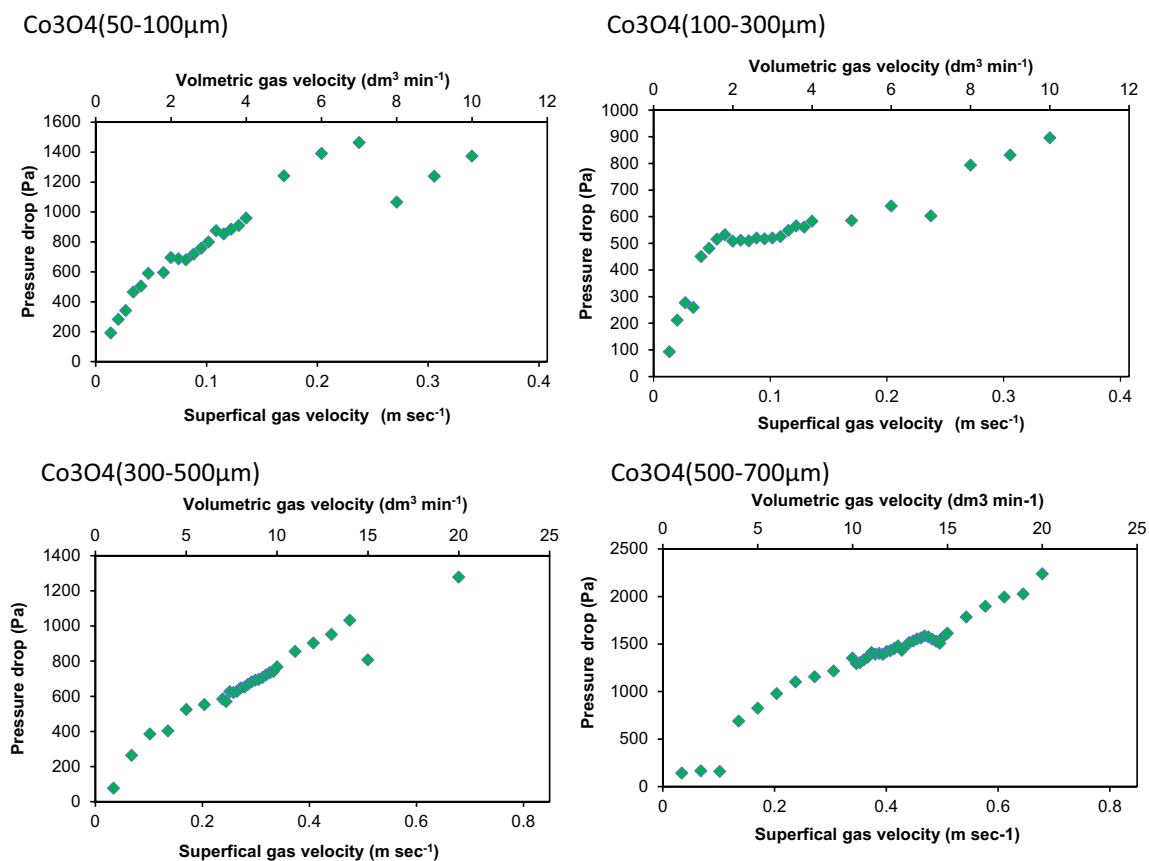 Co3O4(50-100μm)
Volmetric gas velocity (dm³ min⁻¹)
0 2 4 6 8 10 12
1600
1400
1200
1000
800
600
400
200
0
Pressure drop (Pa)
0 0.1 0.2 0.3 0.4
Superfical gas velocity (m sec⁻¹)
Co3O4(100-300μm)
Volumetric gas velocity (dm³ min⁻¹)
0 2 4 6 8 10 12
1000
900
800
700
600
500
400
300
200
100
0
Pressure drop (Pa)
0 0.1 0.2 0.3 0.4
Superfical gas velocity (m sec⁻¹)
Co3O4(300-500μm)
Volumetric gas velocity (dm³ min⁻¹)
0 5 10 15 20 25
1400
1200
1000
800
600
400
200
0
Pressure drop (Pa)
0 0.2 0.4 0.6 0.8
Superfical gas velocity (m sec⁻¹)
Co3O4(500-700μm)
Volumetric gas velocity (dm3 min-1)
0 5 10 15 20 25
2500
2000
1500
1000
500
0
Pressure drop (Pa)
0 0.2 0.4 0.6 0.8
Superfical gas velocity (m sec-1)